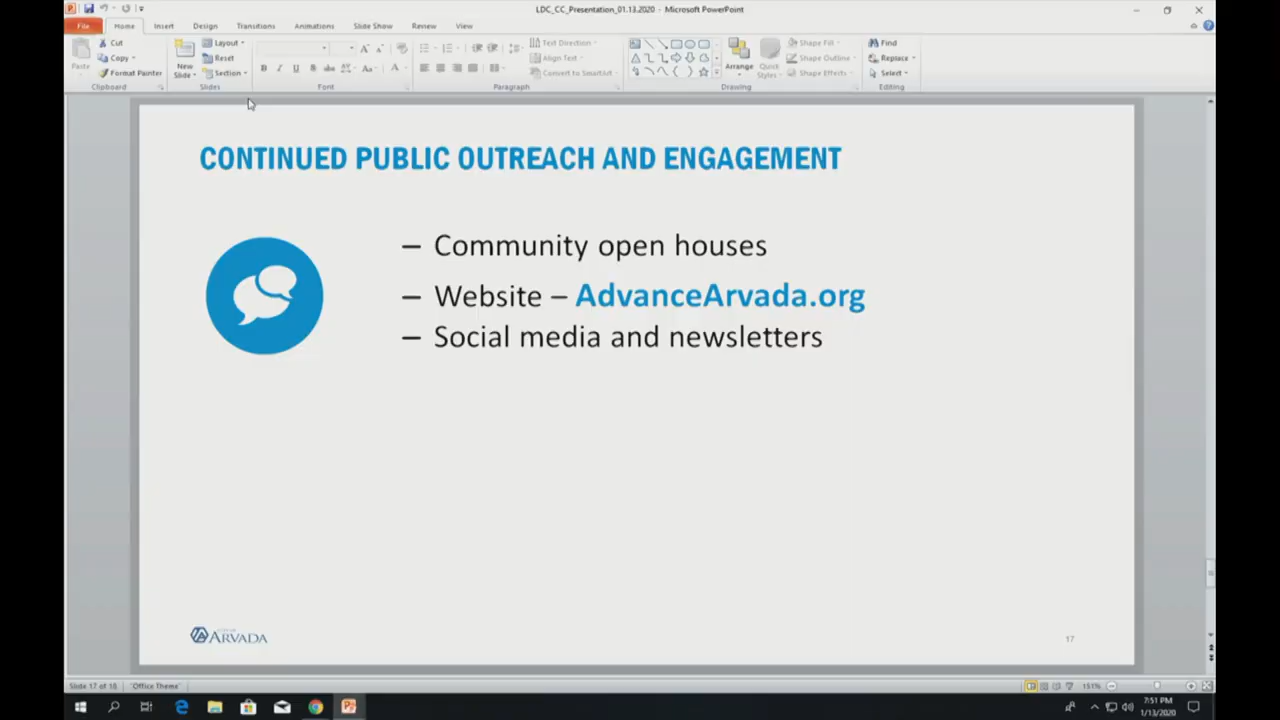 LDC_CC_Presentation_01.13.2020 - Microsoft PowerPoint
File Home Insert Design Transitions Animations Slide Show Review View
Paste
Cut
Copy
Format Painter
Clipboard
New Slide
Layout
Reset
Section
Slides
Font
Text Direction
Align Text
Convert to SmartArt
Paragraph
Arrange
Quick Styles
Shape Fill
Shape Outline
Shape Effects
Drawing
Find
Replace
Select
Editing
CONTINUED PUBLIC OUTREACH AND ENGAGEMENT
– Community open houses
– Website – AdvanceArvada.org
– Social media and newsletters
ARVADA
17
Slide 17 of 18 "Office Theme" 151%
7:51 PM
1/13/2020